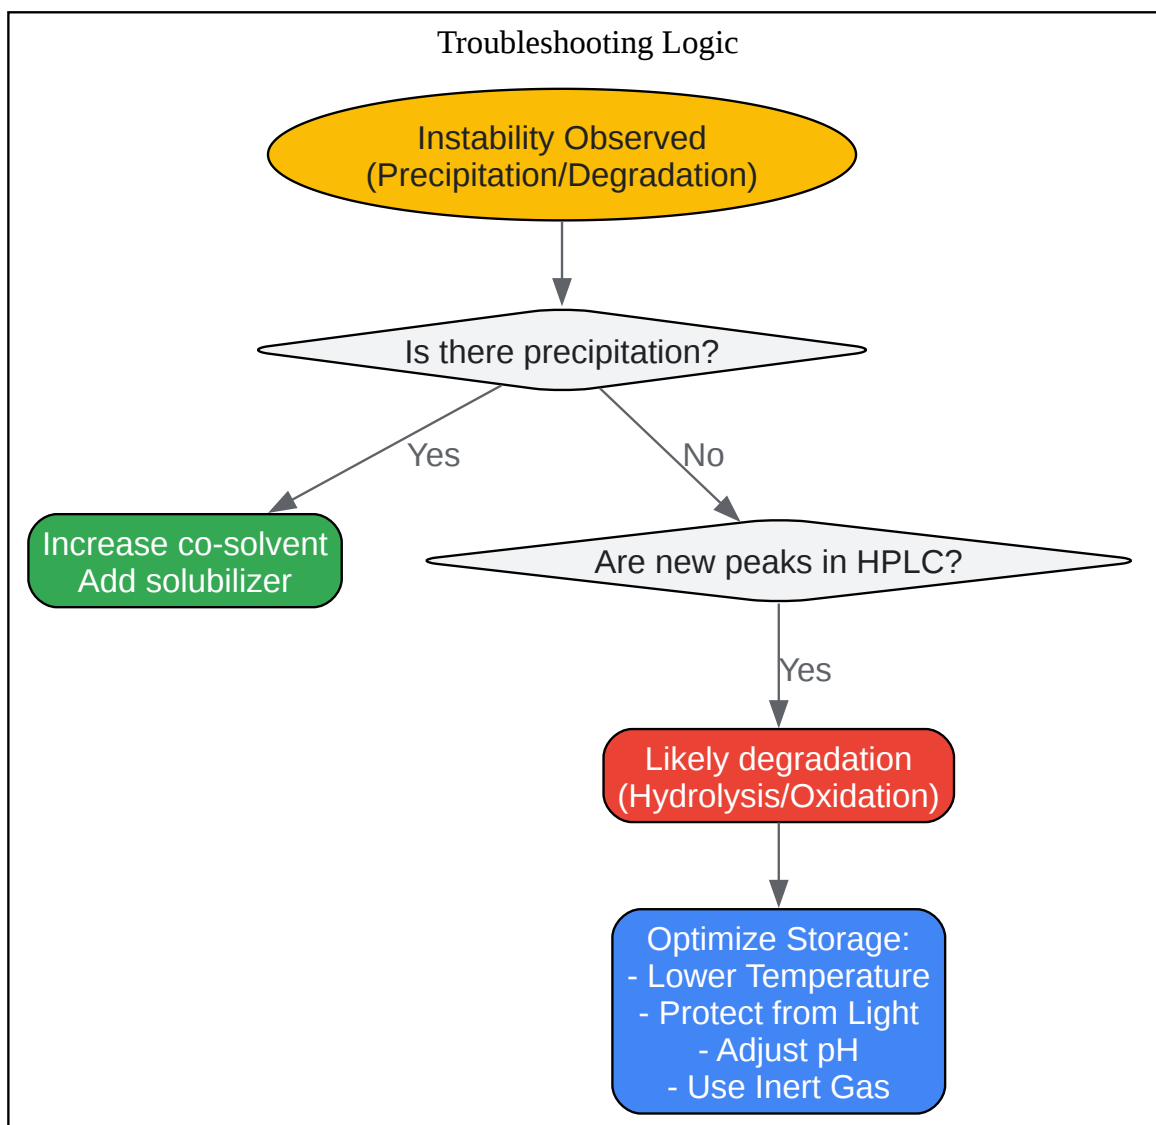 Troubleshooting Logic
Instability Observed
(Precipitation/Degradation)
Is there precipitation?
Yes
No
Increase co-solvent
Add solubilizer
Are new peaks in HPLC?
Yes
Likely degradation
(Hydrolysis/Oxidation)
Optimize Storage:
- Lower Temperature
- Protect from Light
- Adjust pH
- Use Inert Gas